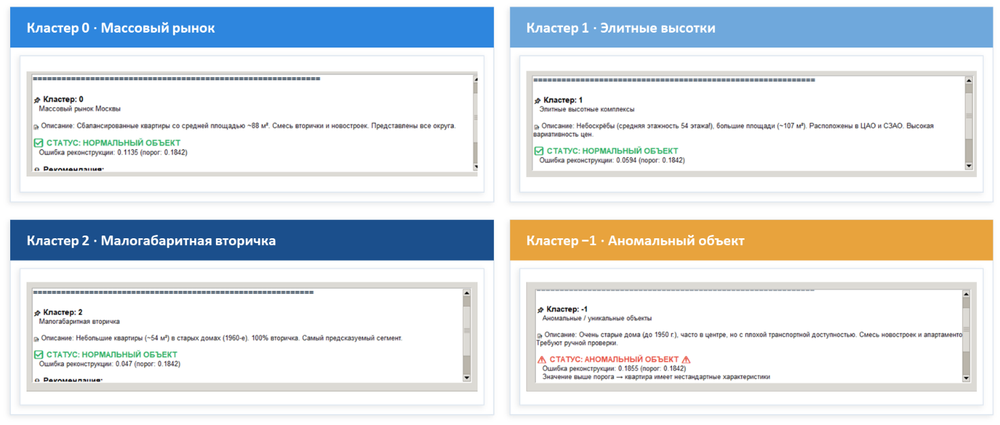 Кластер 0 · Массовый рынок
============================================================
Кластер: 0
Массовый рынок Москвы
Описание: Сбалансированные квартиры со средней площадью ~88 м². Смесь вторички и новостроек. Представлены все округа.
СТАТУС: НОРМАЛЬНЫЙ ОБЪЕКТ
Ошибка реконструкции: 0.1135 (порог: 0.1842)
Рекомендация:
Кластер 1 · Элитные высотки
============================================================
Кластер: 1
Элитные высотные комплексы
Описание: Небоскрёбы (средняя этажность 54 этажа!), большие площади (~107 м²). Расположены в ЦАО и СЗАО. Высокая
вариативность цен.
СТАТУС: НОРМАЛЬНЫЙ ОБЪЕКТ
Ошибка реконструкции: 0.0594 (порог: 0.1842)
Кластер 2 · Малогабаритная вторичка
============================================================
Кластер: 2
Малогабаритная вторичка
Описание: Небольшие квартиры (~54 м²) в старых домах (1960-е). 100% вторичка. Самый предсказуемый сегмент.
СТАТУС: НОРМАЛЬНЫЙ ОБЪЕКТ
Ошибка реконструкции: 0.047 (порог: 0.1842)
Рекомендация:
Кластер −1 · Аномальный объект
============================================================
Кластер: -1
Аномальные / уникальные объекты
Описание: Очень старые дома (до 1950 г.), часто в центре, но с плохой транспортной доступностью. Смесь новостроек и апартаменто
Требуют ручной проверки.
⚠ СТАТУС: АНОМАЛЬНЫЙ ОБЪЕКТ ⚠
Ошибка реконструкции: 0.1855 (порог: 0.1842)
Значение выше порога → квартира имеет нестандартные характеристики